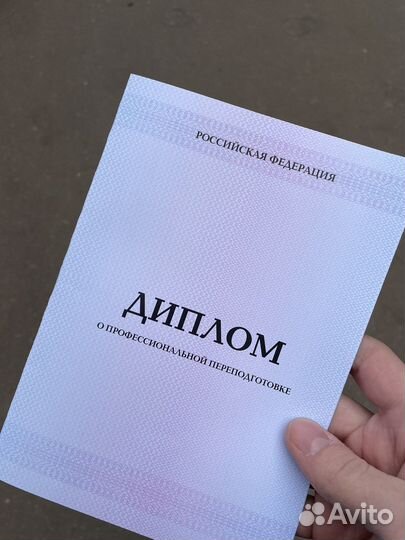 РОССИЙСКАЯ ФЕДЕРАЦИЯ
ДИПЛОМ
О ПРОФЕССИОНАЛЬНОЙ ПЕРЕПОДГОТОВКЕ
Avito